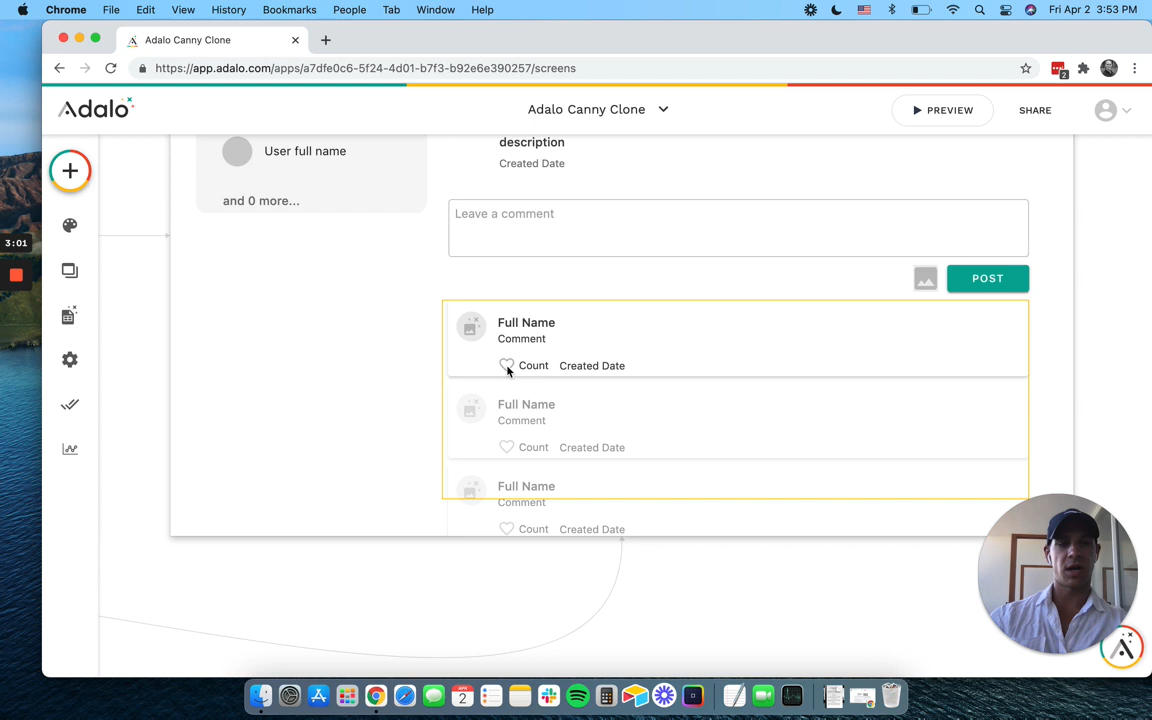 Chrome File Edit View History Bookmarks People Tab Window Help
Fri Apr 2 3:53 PM
Adalo Canny Clone
https://app.adalo.com/apps/a7dfe0c6-5f24-4d01-b7f3-b92e6e390257/screens
2
Adalo
Adalo Canny Clone
PREVIEW
SHARE
description
User full name
Created Date
and 0 more...
Leave a comment
3:01
POST
Full Name
Comment
Count Created Date
Full Name
Comment
Count Created Date
Full Name
Comment
Count Created Date
APR
2